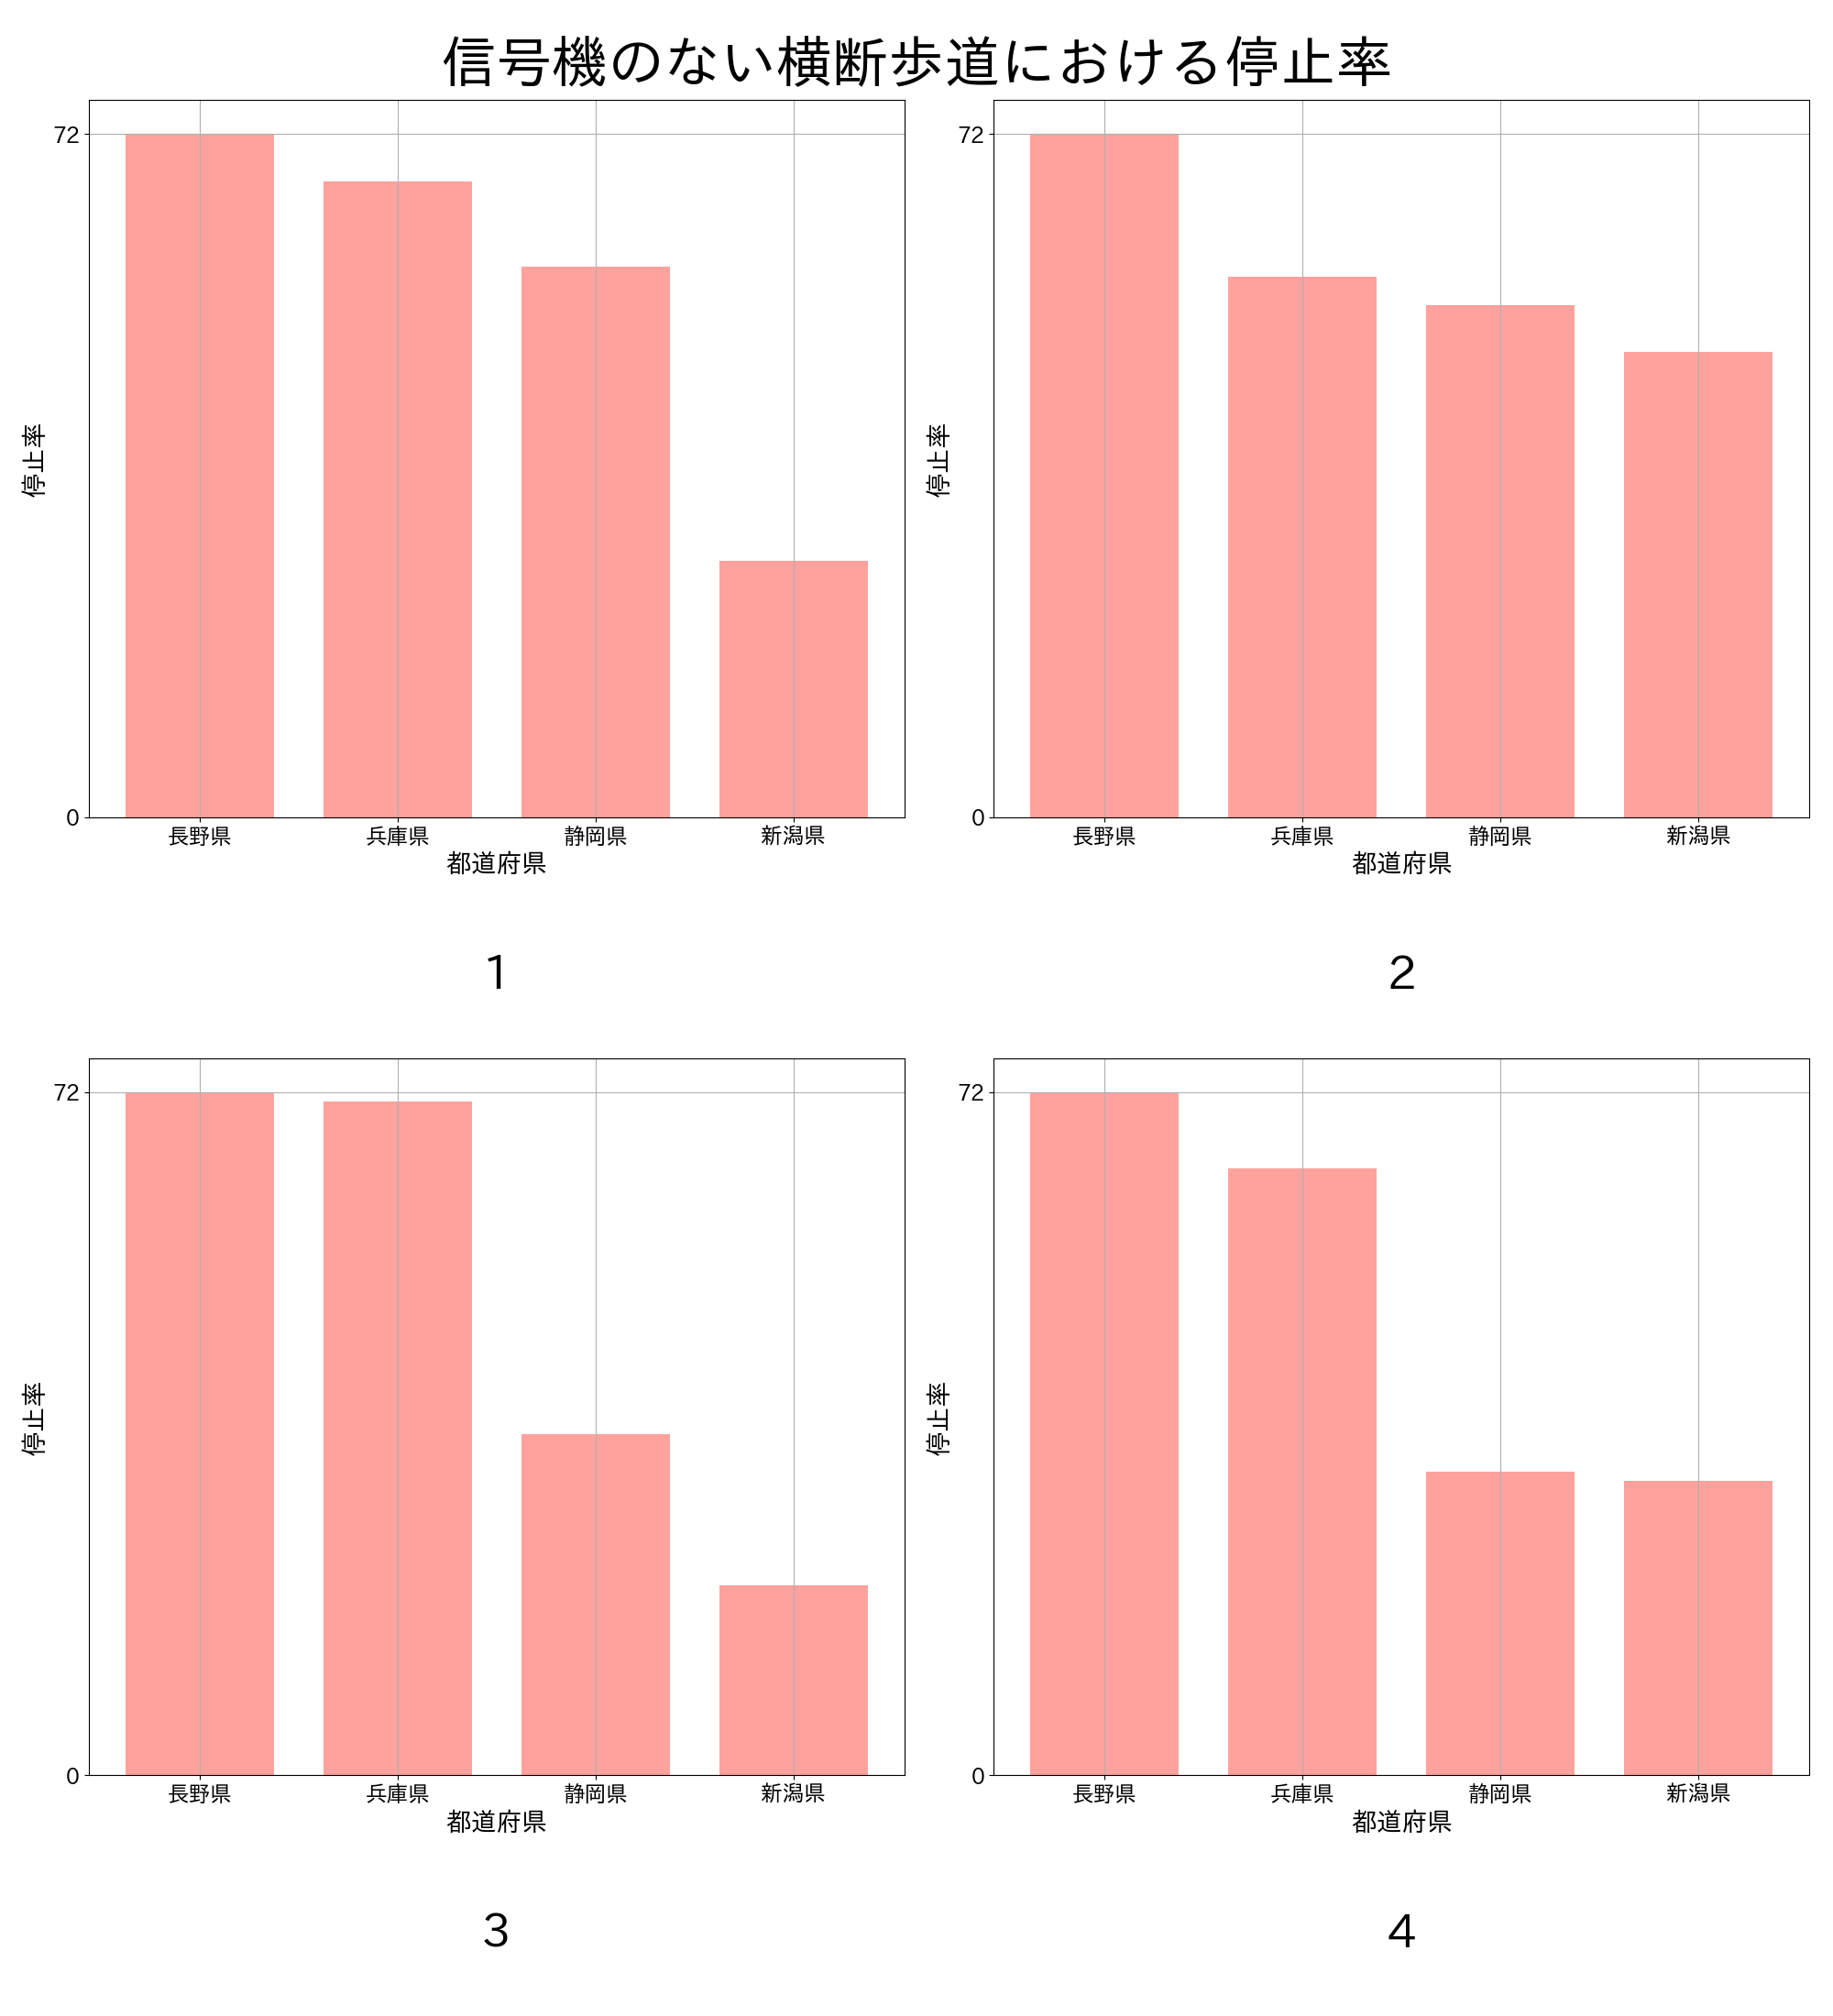 信号機のない横断歩道における停止率
72
0
停止率
長野県 兵庫県 静岡県 新潟県
都道府県
1
72
0
停止率
長野県 兵庫県 静岡県 新潟県
都道府県
2
72
0
停止率
長野県 兵庫県 静岡県 新潟県
都道府県
3
72
0
停止率
長野県 兵庫県 静岡県 新潟県
都道府県
4